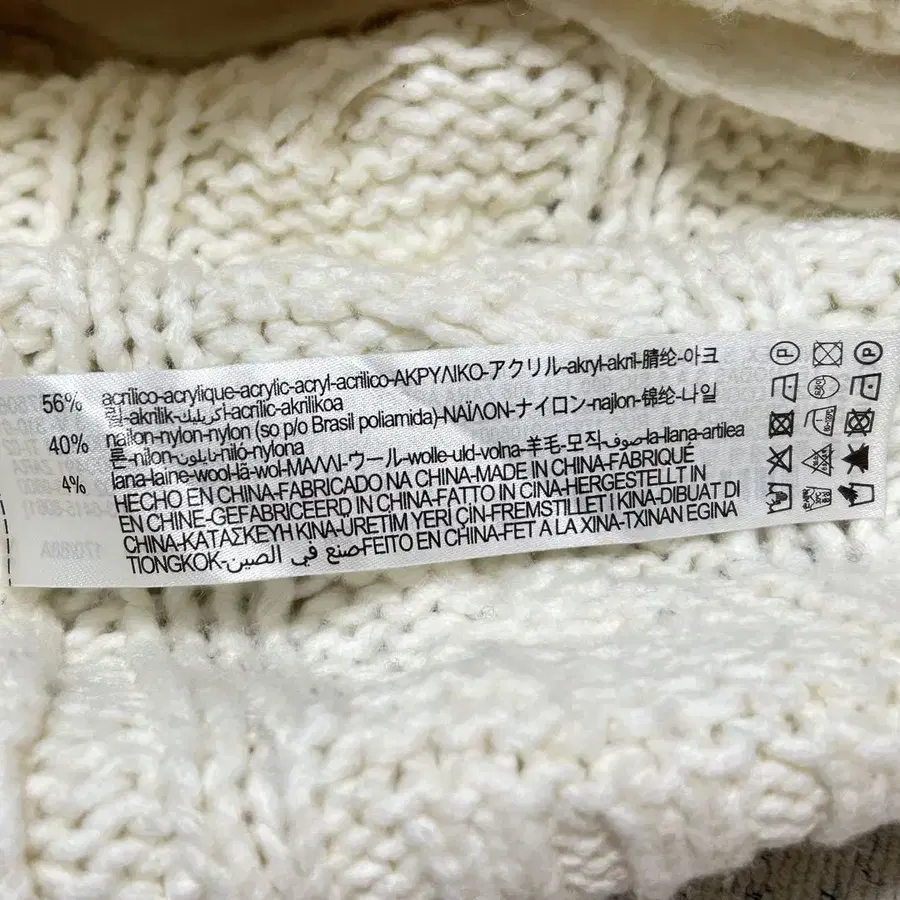 56% acrílico-acrylique-acrylic-acryl-acrilico-ΑΚΡΥΛΙΚΟ-アクリル-akryl-akril-腈纶-아크
릴-akrilik-أكريليك-acrilic-akrilikoa
40% nailon-nylon-nylon (so p/o Brasil poliamida)-ΝΑΪΛΟΝ-ナイロン-najlon-锦纶-나일
론-nilon-نايلون-niló-nylona
4% lana-laine-wool-lã-wol-ΜΑΛΛΙ-ウール-wolle-uld-volna-羊毛-모직-صوف-la-llana-artilea
HECHO EN CHINA-FABRICADO NA CHINA-MADE IN CHINA-FABRIQUÉ
EN CHINE-GEFABRICEERD IN CHINA-FATTO IN CINA-HERGESTELLT IN
CHINA-ΚΑΤΑΣΚΕΥΗ ΚΙΝΑ-ÜRETİM YERİ ÇİN-FREMSTILLET I KINA-DIBUAT DI
TIONGKOK-صنع في الصين-FEITO EN CHINA-FET A LA XINA-TXINAN EGINA
P P